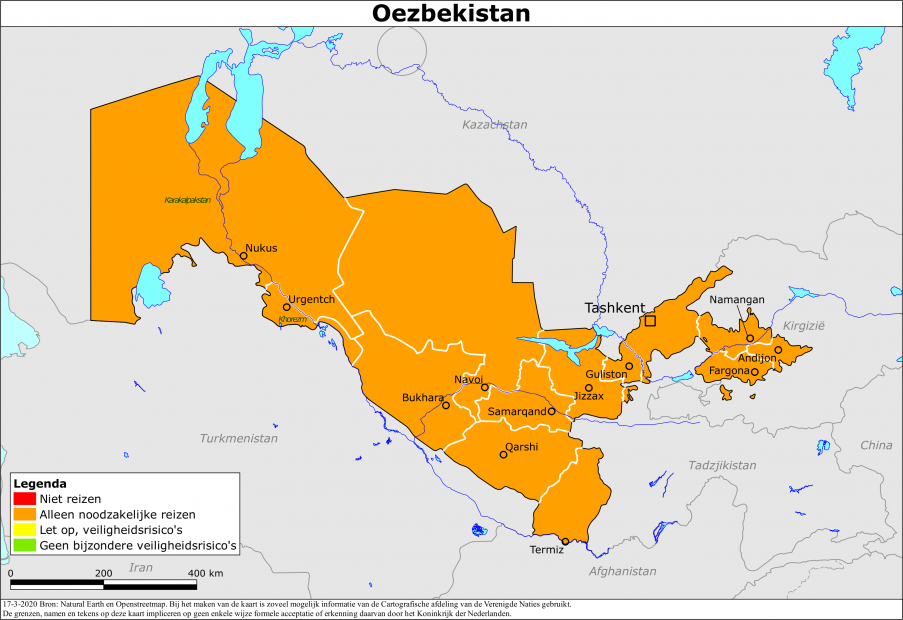 Oezbekistan
Kazachstan
Karakalpakstan
Nukus
Urgentch
Khorezm
Tashkent
Namangan
Kirgizië
Andijon
Fargona
Guliston
Navoi
Jizzax
Bukhara
Samarqand
Turkmenistan
Qarshi
China
Tadzjikistan
Legenda
Niet reizen
Alleen noodzakelijke reizen
Let op, veiligheidsrisico's
Geen bijzondere veiligheidsrisico's
Termiz
Iran
Afghanistan
0 200 400 km
17-3-2020 Bron: Natural Earth en Openstreetmap. Bij het maken van de kaart is zoveel mogelijk informatie van de Cartografische afdeling van de Verenigde Naties gebruikt.
De grenzen, namen en tekens op deze kaart impliceren op geen enkele wijze formele acceptatie of erkenning daarvan door het Koninkrijk der Nederlanden.